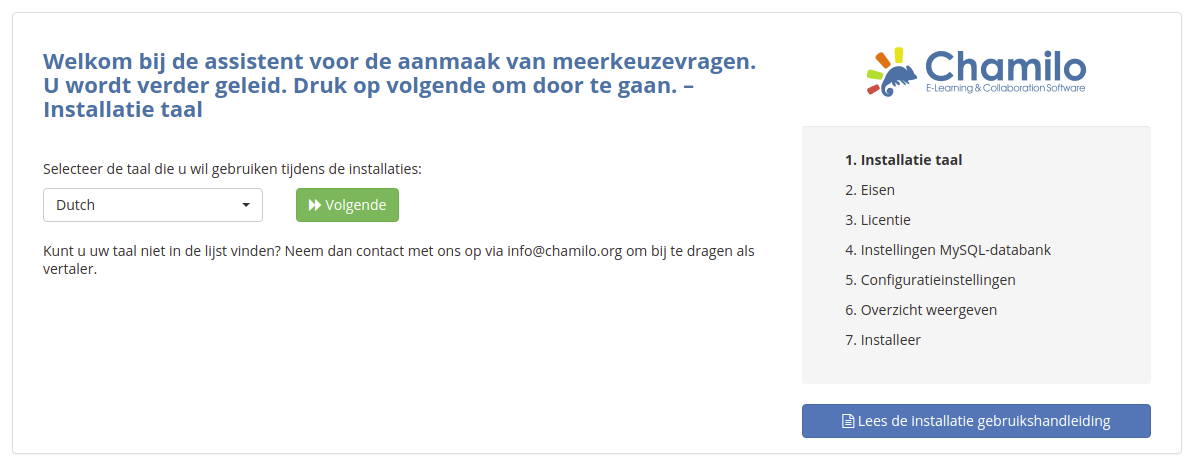 Welkom bij de assistent voor de aanmaak van meerkeuzevragen.
U wordt verder geleid. Druk op volgende om door te gaan. –
Installatie taal
Selecteer de taal die u wil gebruiken tijdens de installaties:
Dutch
Volgende
Kunt u uw taal niet in de lijst vinden? Neem dan contact met ons op via info@chamilo.org om bij te dragen als
vertaler.
Chamilo
E-Learning & Collaboration Software
1. Installatie taal
2. Eisen
3. Licentie
4. Instellingen MySQL-databank
5. Configuratieinstellingen
6. Overzicht weergeven
7. Installeer
Lees de installatie gebruikshandleiding